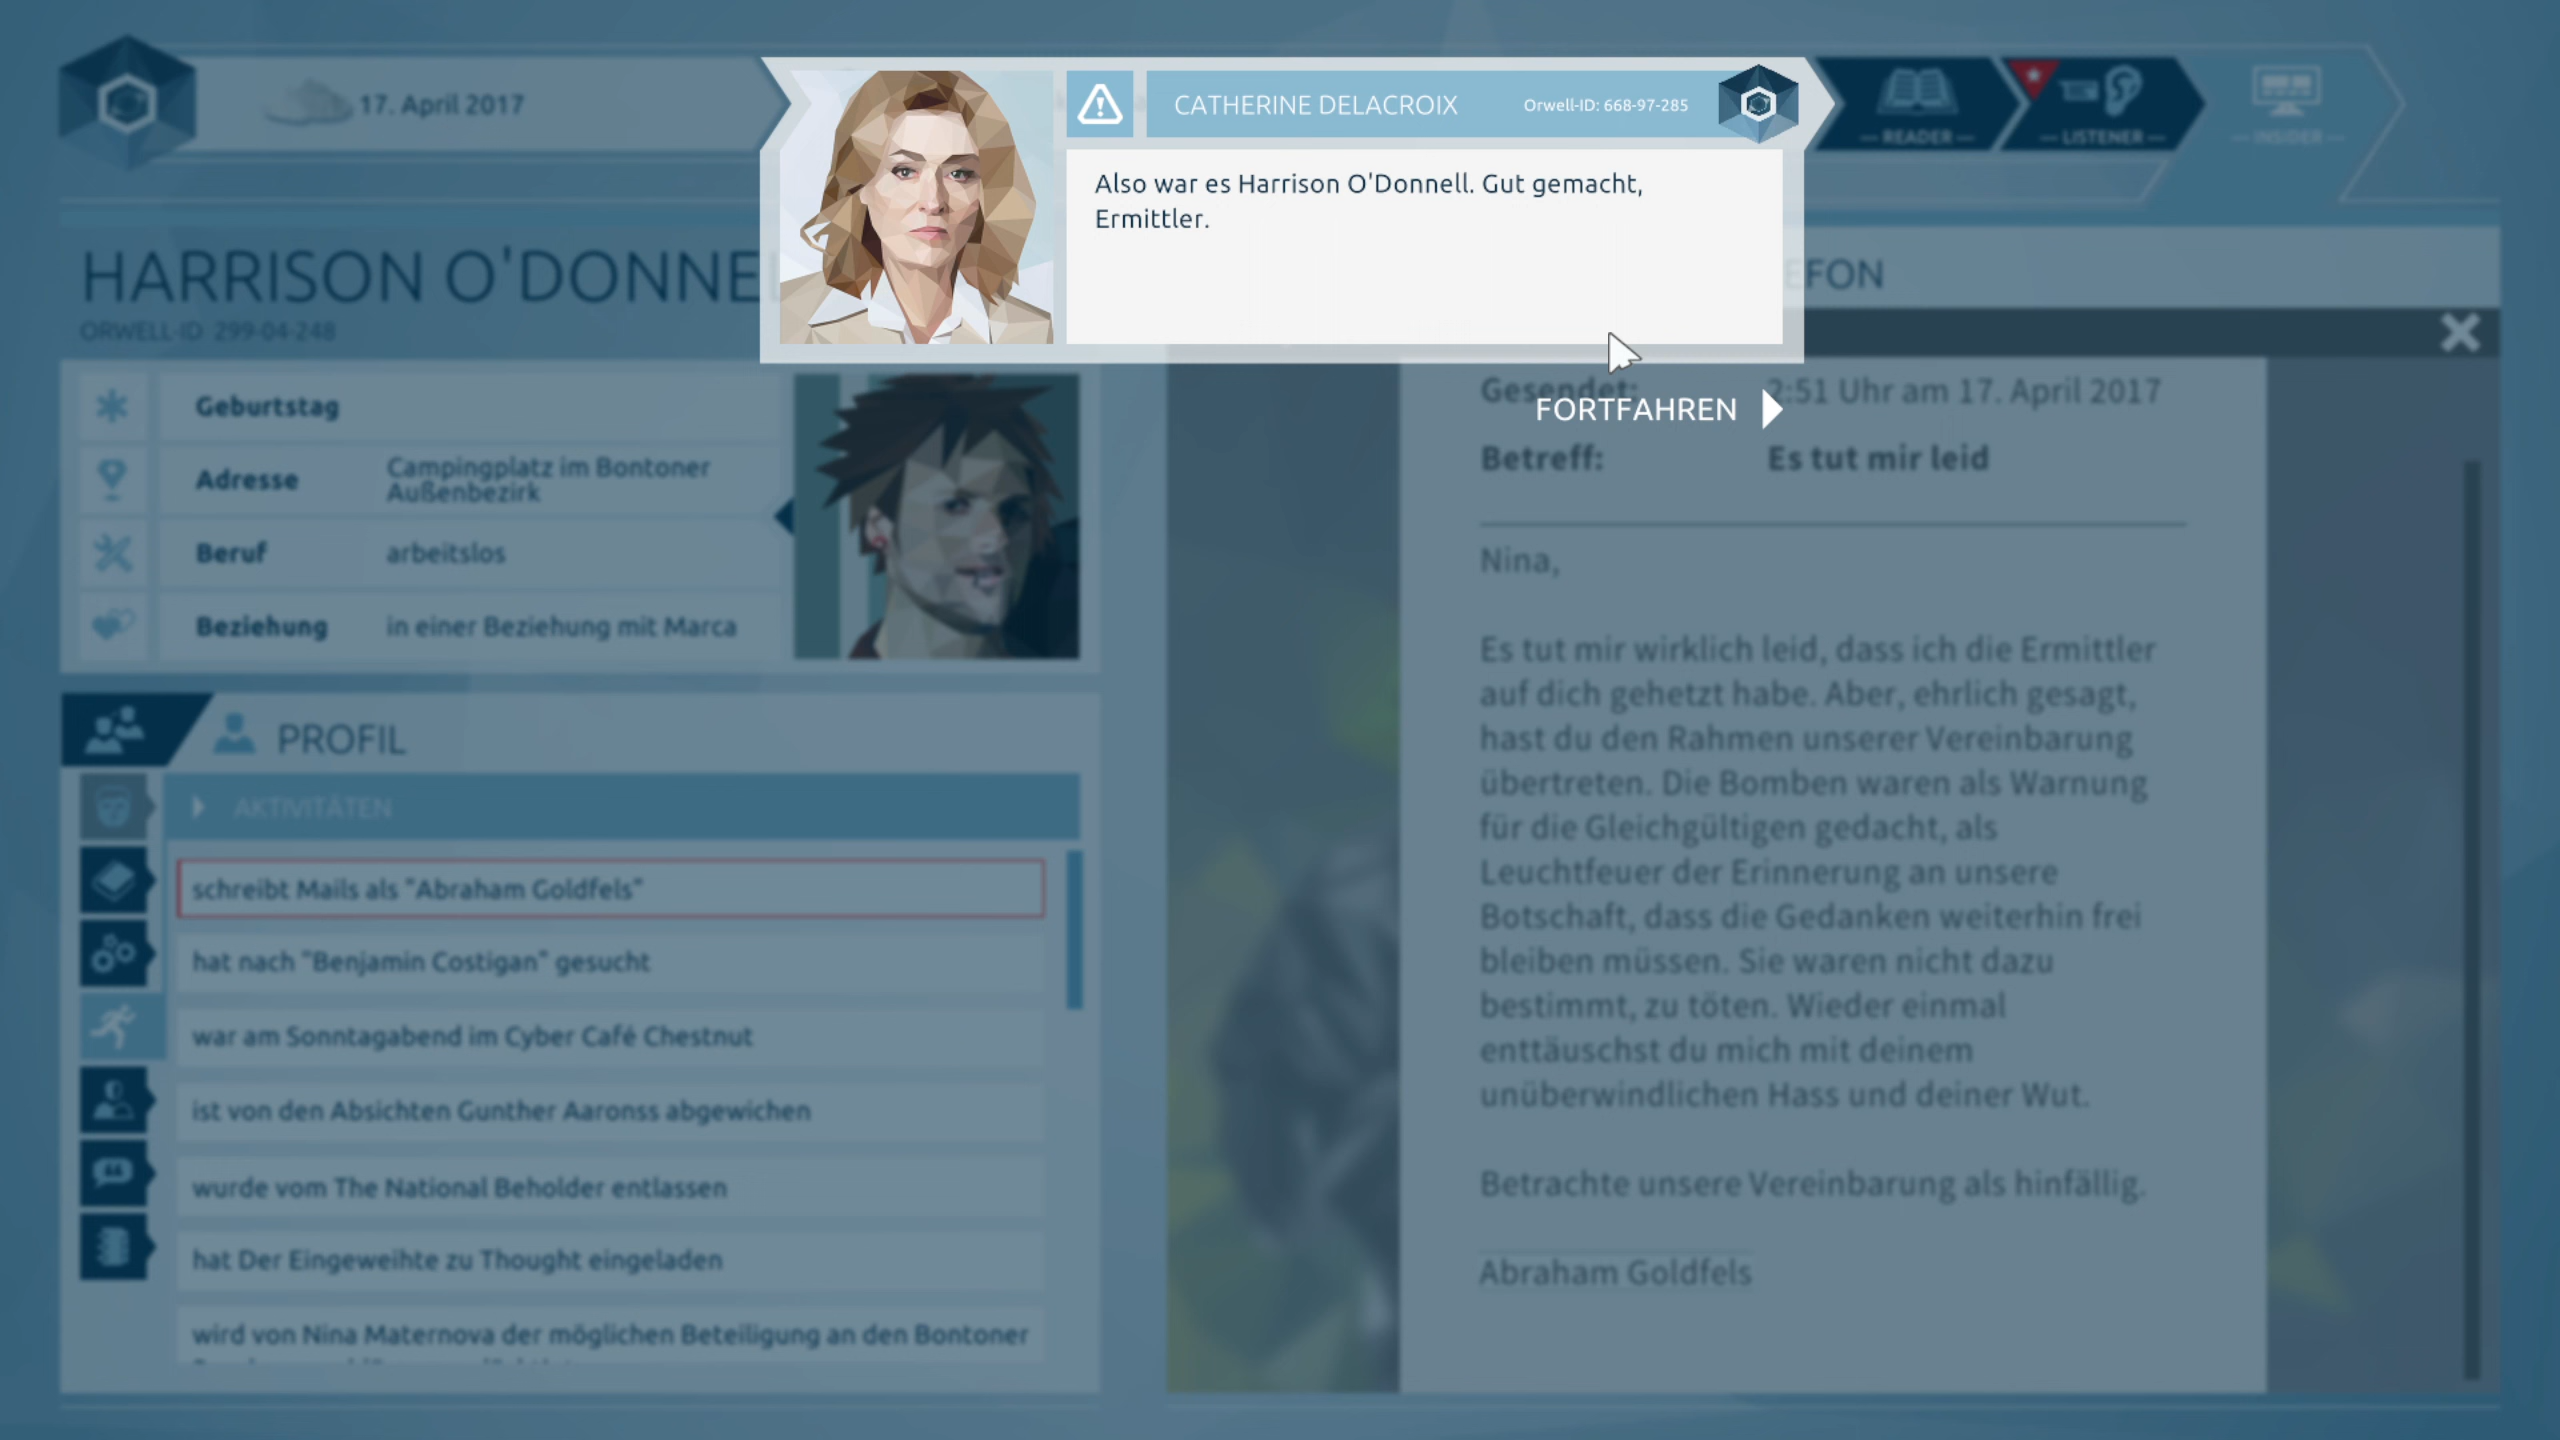 17. April 2017
CATHERINE DELACROIX
Orwell-ID: 668-97-285
Also war es Harrison O'Donnell. Gut gemacht,
Ermittler.
FORTFAHREN
READER
LISTENER
INSIDER
HARRISON O'DONNEL
ORWELL-ID: 299-04-248
Geburtstag
Adresse
Campingplatz im Bontoner
Außenbezirk
Beruf
arbeitslos
Beziehung
in einer Beziehung mit Marca
PROFIL
AKTIVITÄTEN
schreibt Mails als "Abraham Goldfels"
hat nach "Benjamin Costigan" gesucht
war am Sonntagabend im Cyber Café Chestnut
ist von den Absichten Gunther Aaronss abgewichen
wurde vom The National Beholder entlassen
hat Der Eingeweihte zu Thought eingeladen
wird von Nina Maternova der möglichen Beteiligung an den Bontoner
EFON
Gesendet: 2:51 Uhr am 17. April 2017
Betreff: Es tut mir leid
Nina,
Es tut mir wirklich leid, dass ich die Ermittler
auf dich gehetzt habe. Aber, ehrlich gesagt,
hast du den Rahmen unserer Vereinbarung
übertreten. Die Bomben waren als Warnung
für die Gleichgültigen gedacht, als
Leuchtfeuer der Erinnerung an unsere
Botschaft, dass die Gedanken weiterhin frei
bleiben müssen. Sie waren nicht dazu
bestimmt, zu töten. Wieder einmal
enttäuschst du mich mit deinem
unüberwindlichen Hass und deiner Wut.
Betrachte unsere Vereinbarung als hinfällig.
Abraham Goldfels